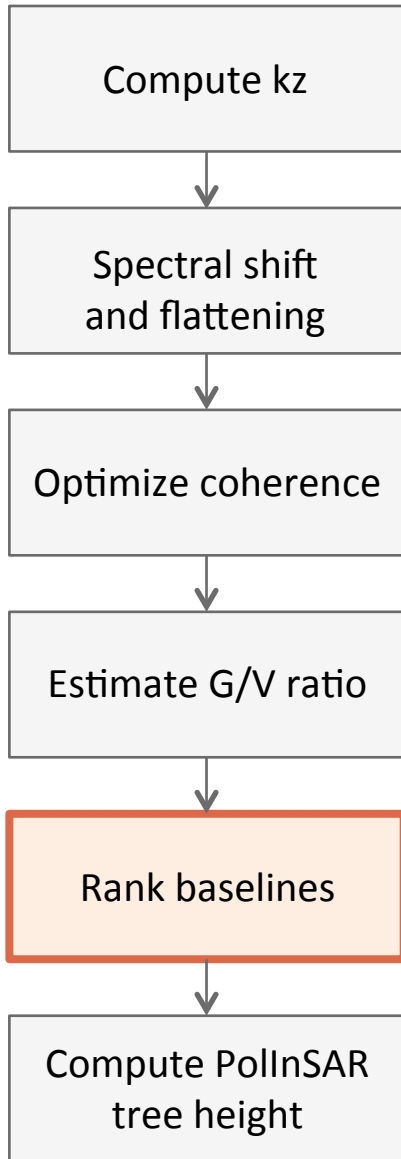 Compute kz
Spectral shift
and flattening
Optimize coherence
Estimate G/V ratio
Rank baselines
Compute PolInSAR
tree height